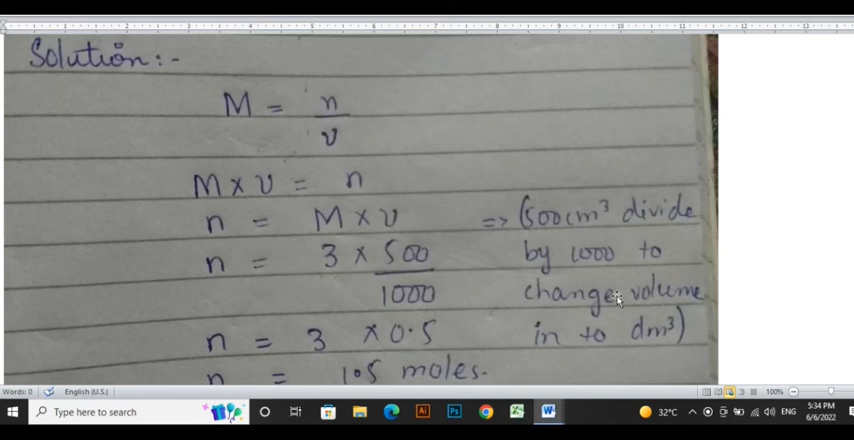 Solution:-
M = n/v
M × v = n
n = M × v => (500cm³ divide
n = 3 × 500/1000 by 1000 to
change volume
n = 3 × 0.5 in to dm³)
n = 1.5 moles.
Words: 0 English (U.S.) 100%
Type here to search 32°C ENG 5:34 PM 6/6/2022